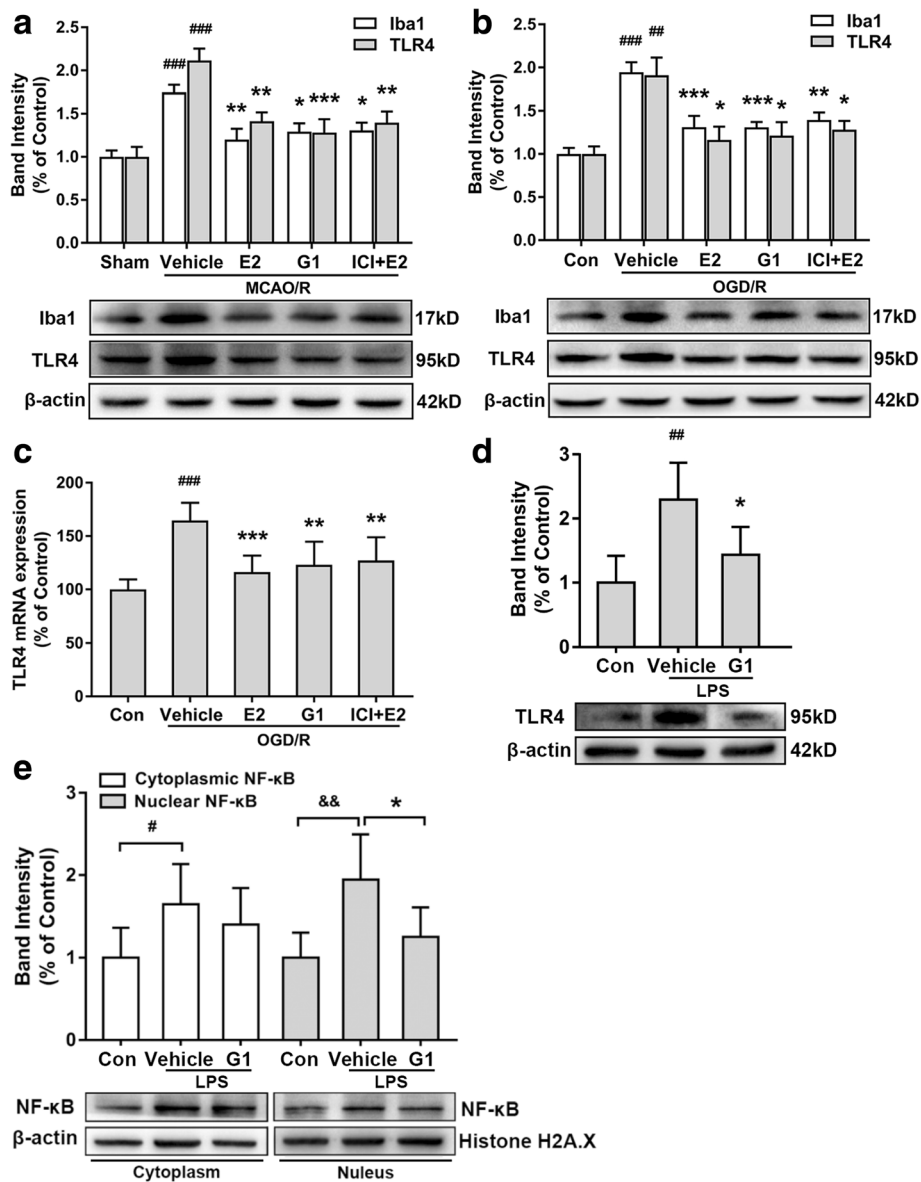 a
Iba1
TLR4
Band Intensity
(% of Control)
2.5
2.0
1.5
1.0
0.5
0.0
###
###
**
**
*
***
*
**
Sham Vehicle E2 G1 ICI+E2
MCAO/R
Iba1 17kD
TLR4 95kD
β-actin 42kD
b
Iba1
TLR4
Band Intensity
(% of Control)
2.5
2.0
1.5
1.0
0.5
0.0
###
##
***
*
***
*
**
*
Con Vehicle E2 G1 ICI+E2
OGD/R
Iba1 17kD
TLR4 95kD
β-actin 42kD
c
TLR4 mRNA expression
(% of Control)
200
150
100
50
0
###
***
**
**
Con Vehicle E2 G1 ICI+E2
OGD/R
d
Band Intensity
(% of Control)
3
2
1
0
##
*
Con Vehicle G1
LPS
TLR4 95kD
β-actin 42kD
e
Cytoplasmic NF-κB
Nuclear NF-κB
Band Intensity
(% of Control)
3
2
1
0
#
&&
*
Con Vehicle G1 Con Vehicle G1
LPS LPS
NF-κB NF-κB
β-actin Histone H2A.X
Cytoplasm Nuleus